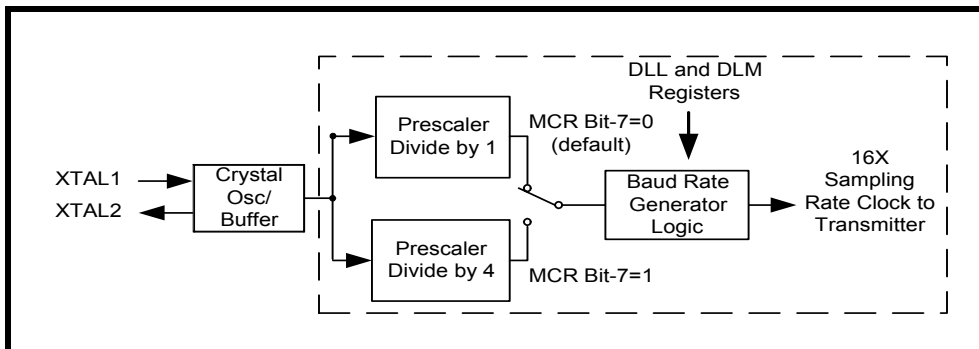 XTAL1
XTAL2
Crystal
Osc/
Buffer
Prescaler
Divide by 1
Prescaler
Divide by 4
MCR Bit-7=0
(default)
MCR Bit-7=1
DLL and DLM
Registers
Baud Rate
Generator
Logic
16X
Sampling
Rate Clock to
Transmitter